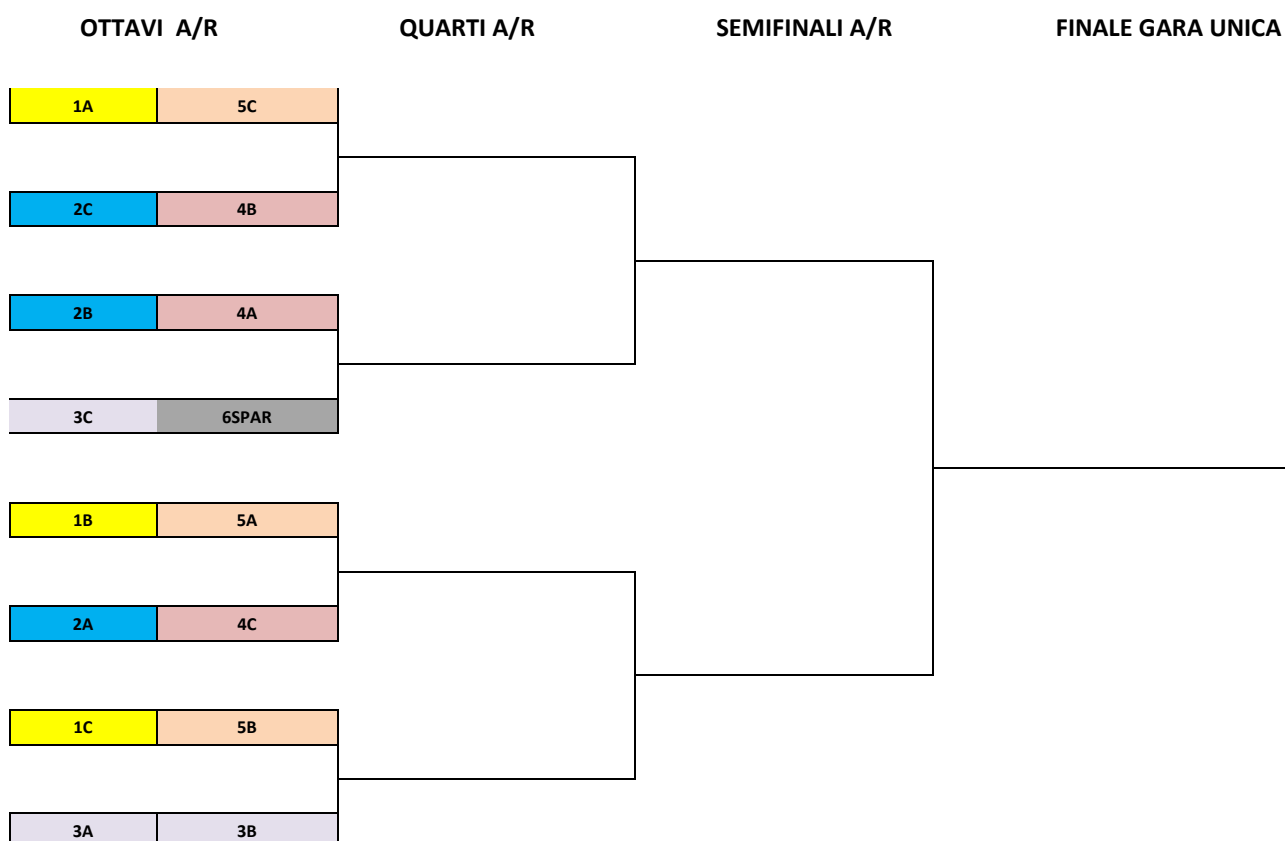 OTTAVI A/R QUARTI A/R SEMIFINALI A/R FINALE GARA UNICA
1A 5C
2C 4B
2B 4A
3C 6SPAR
1B 5A
2A 4C
1C 5B
3A 3B